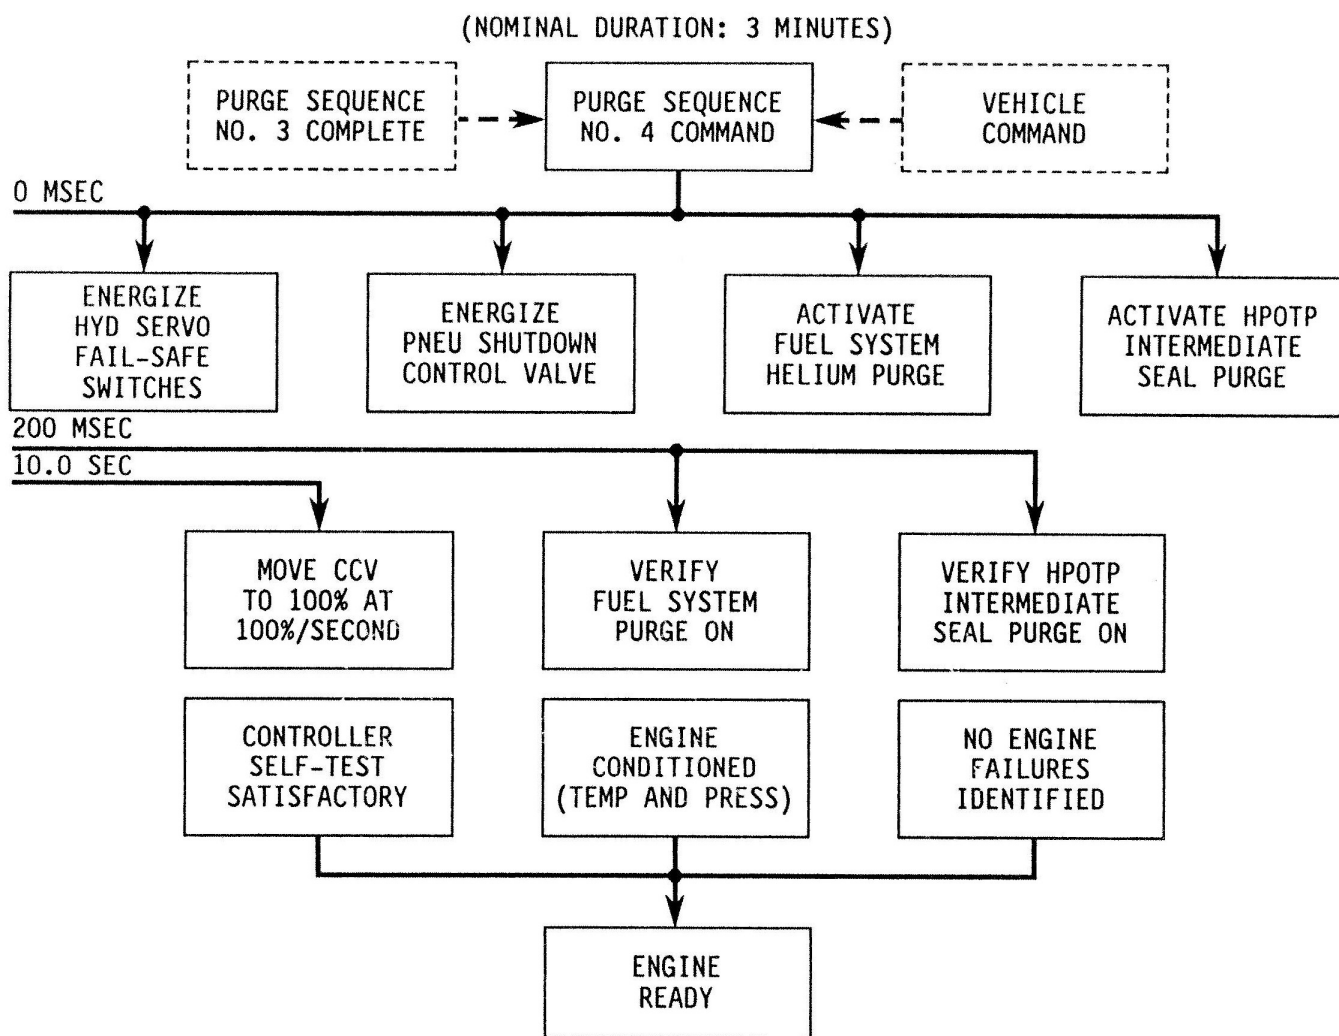 (NOMINAL DURATION: 3 MINUTES)
PURGE SEQUENCE
NO. 3 COMPLETE
PURGE SEQUENCE
NO. 4 COMMAND
VEHICLE
COMMAND
0 MSEC
ENERGIZE
HYD SERVO
FAIL-SAFE
SWITCHES
ENERGIZE
PNEU SHUTDOWN
CONTROL VALVE
ACTIVATE
FUEL SYSTEM
HELIUM PURGE
ACTIVATE HPOTP
INTERMEDIATE
SEAL PURGE
200 MSEC
10.0 SEC
MOVE CCV
TO 100% AT
100%/SECOND
VERIFY
FUEL SYSTEM
PURGE ON
VERIFY HPOTP
INTERMEDIATE
SEAL PURGE ON
CONTROLLER
SELF-TEST
SATISFACTORY
ENGINE
CONDITIONED
(TEMP AND PRESS)
NO ENGINE
FAILURES
IDENTIFIED
ENGINE
READY